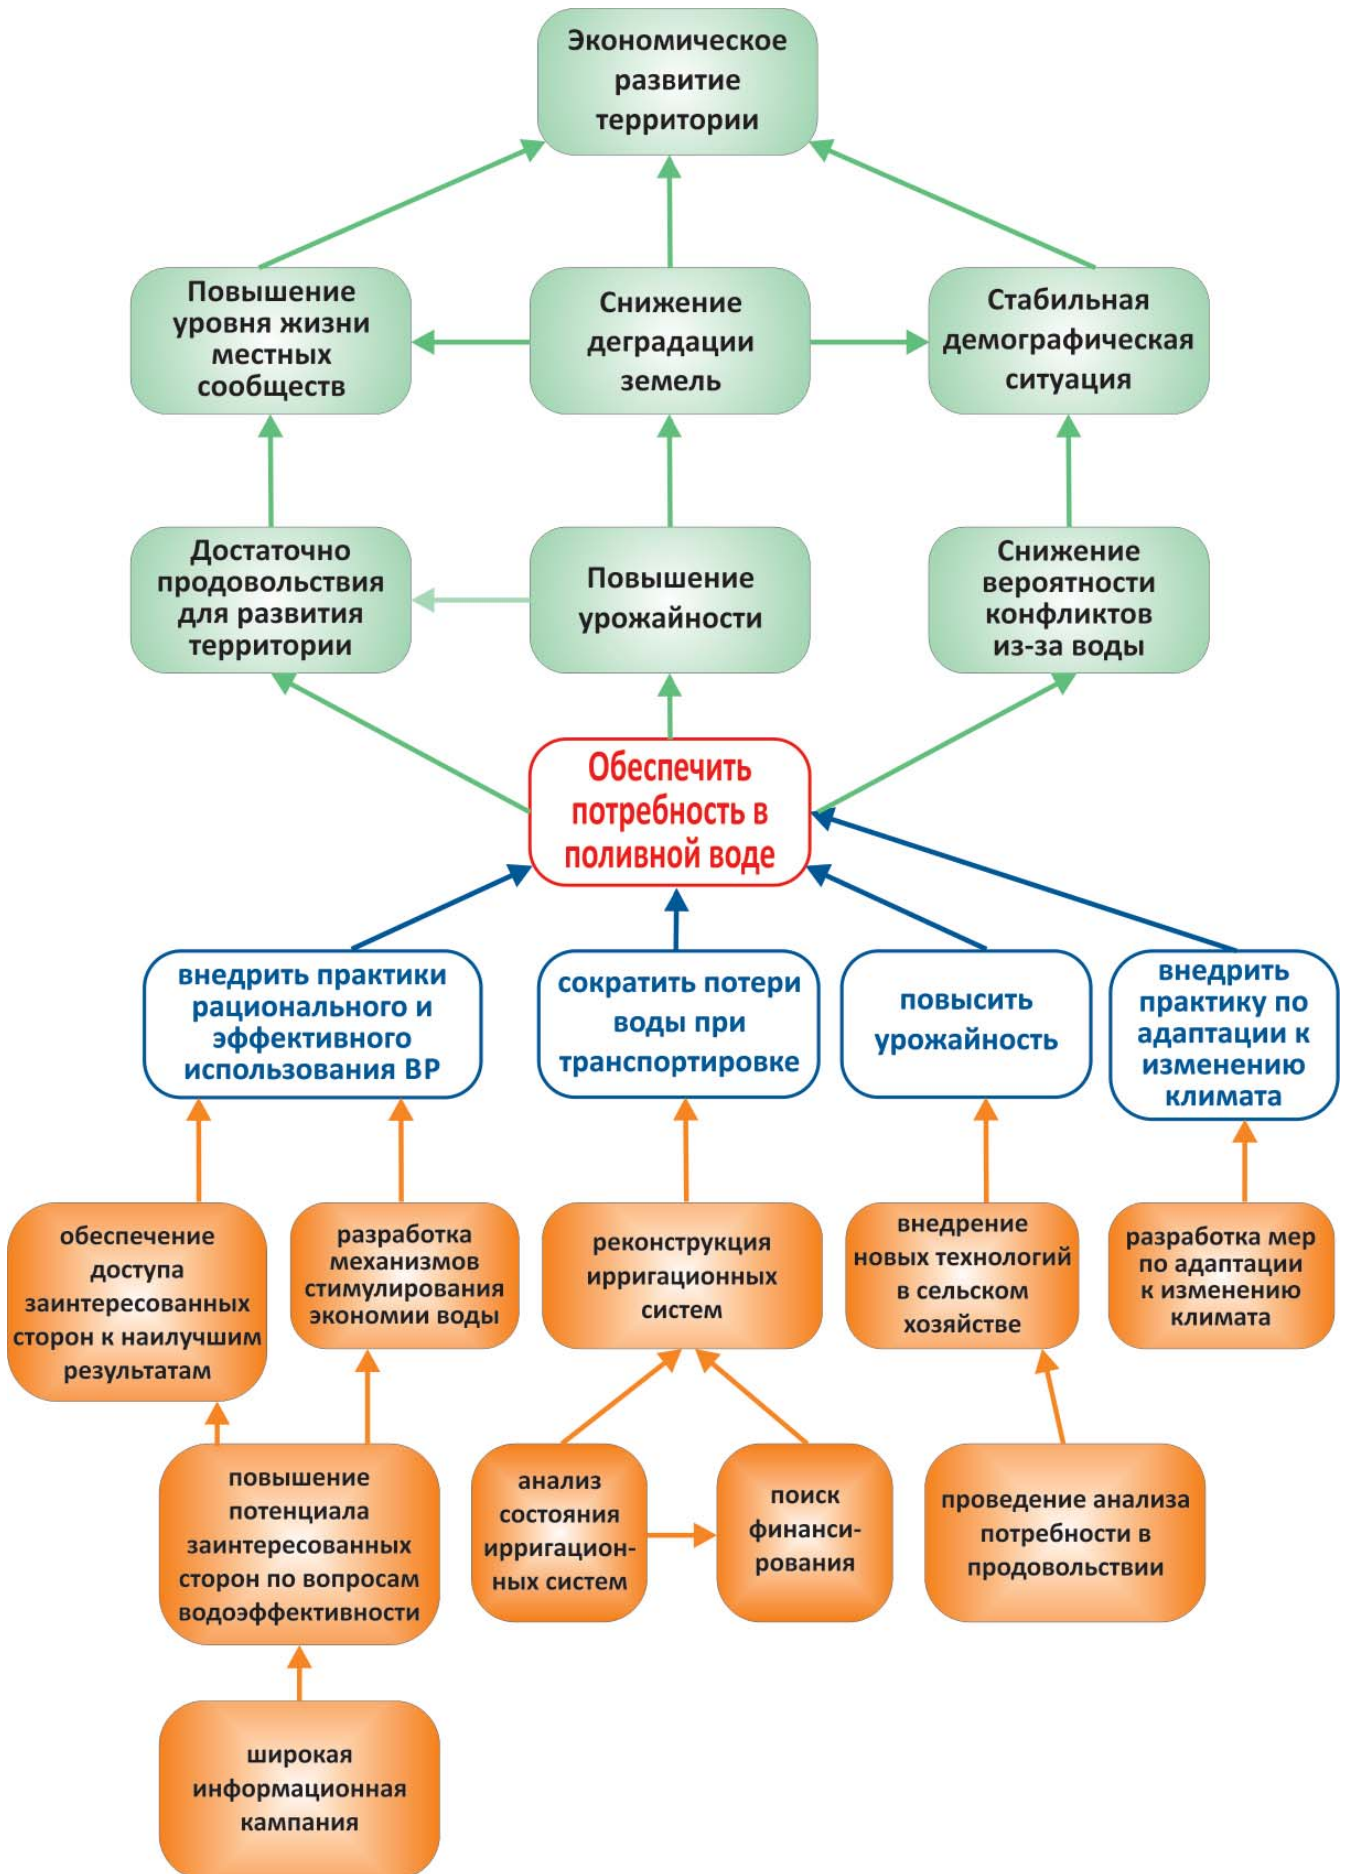 Экономическое
развитие
территории
Повышение
уровня жизни
местных
сообществ
Снижение
деградации
земель
Стабильная
демографическая
ситуация
Достаточно
продовольствия
для развития
территории
Повышение
урожайности
Снижение
вероятности
конфликтов
из-за воды
Обеспечить
потребность в
поливной воде
внедрить практики
рационального и
эффективного
использования ВР
сократить потери
воды при
транспортировке
повысить
урожайность
внедрить
практику по
адаптации к
изменению
климата
обеспечение
доступа
заинтересованных
сторон к наилучшим
результатам
разработка
механизмов
стимулирования
экономии воды
реконструкция
ирригационных
систем
внедрение
новых технологий
в сельском
хозяйстве
разработка мер
по адаптации
к изменению
климата
повышение
потенциала
заинтересованных
сторон по вопросам
водоэффективности
анализ
состояния
ирригацион-
ных систем
поиск
финанси-
рования
проведение анализа
потребности в
продовольствии
широкая
информационная
кампания